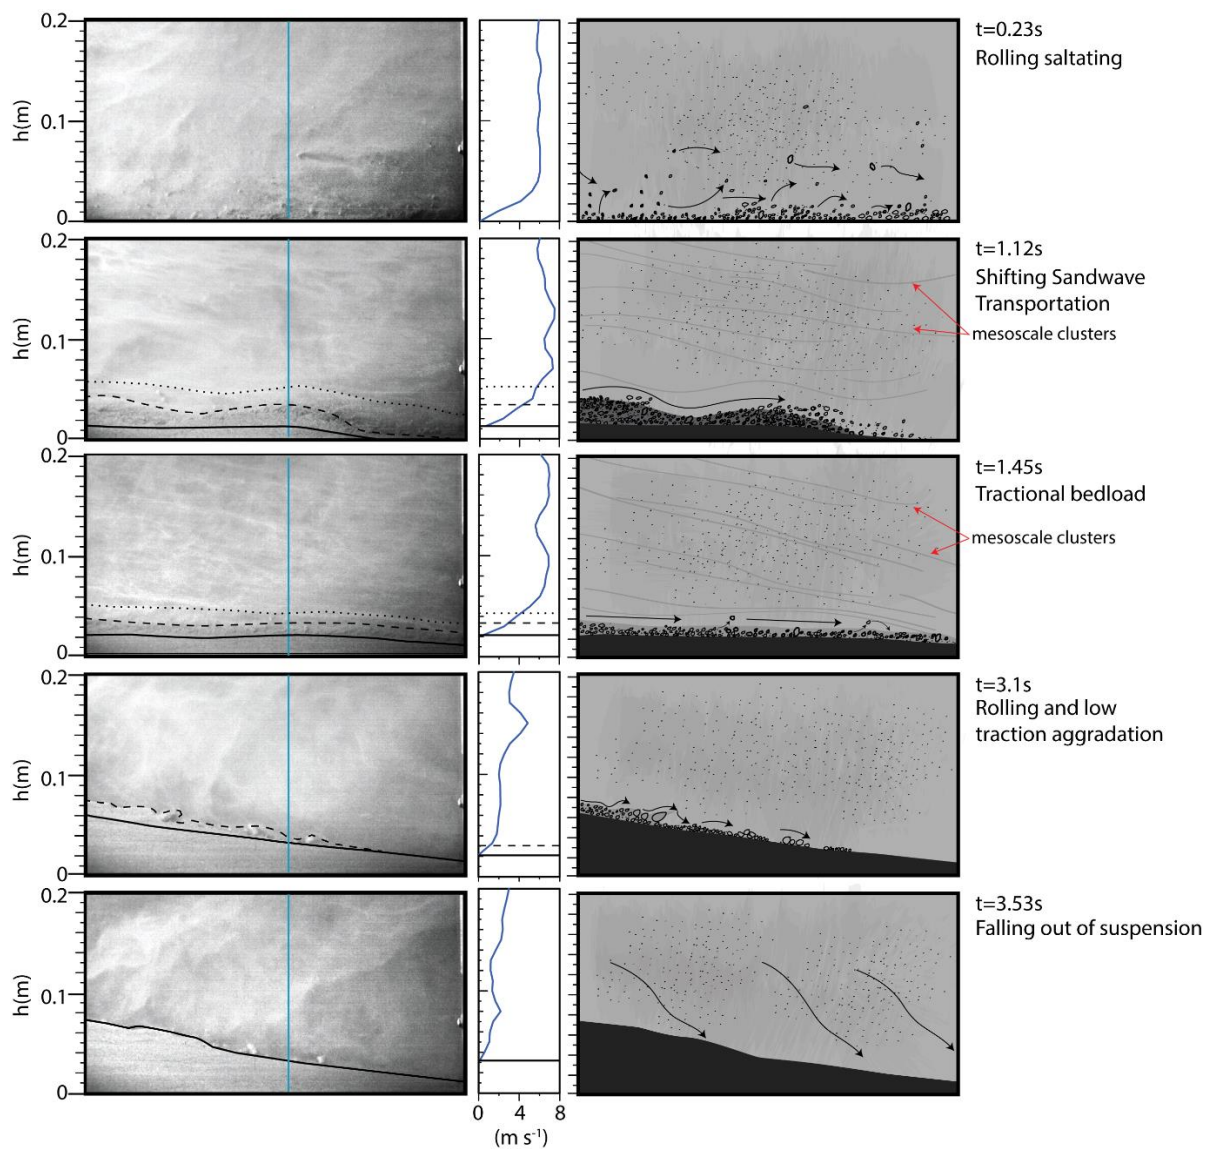 0.2
h(m)
0.1
0
t=0.23s
Rolling saltating
0.2
h(m)
0.1
0
t=1.12s
Shifting Sandwave
Transportation
mesoscale clusters
0.2
h(m)
0.1
0
t=1.45s
Tractional bedload
mesoscale clusters
0.2
h(m)
0.1
0
t=3.1s
Rolling and low
traction aggradation
0.2
h(m)
0.1
0
t=3.53s
Falling out of suspension
0 4 8
(m s⁻¹)